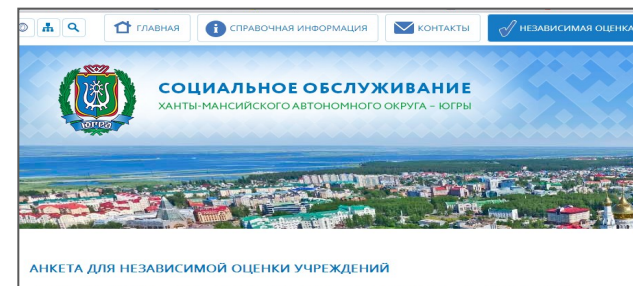 ГЛАВНАЯ
СПРАВОЧНАЯ ИНФОРМАЦИЯ
КОНТАКТЫ
НЕЗАВИСИМАЯ ОЦЕНКА
СОЦИАЛЬНОЕ ОБСЛУЖИВАНИЕ
ХАНТЫ-МАНСИЙСКОГО АВТОНОМНОГО ОКРУГА – ЮГРЫ
ЮГРА
АНКЕТА ДЛЯ НЕЗАВИСИМОЙ ОЦЕНКИ УЧРЕЖДЕНИЙ